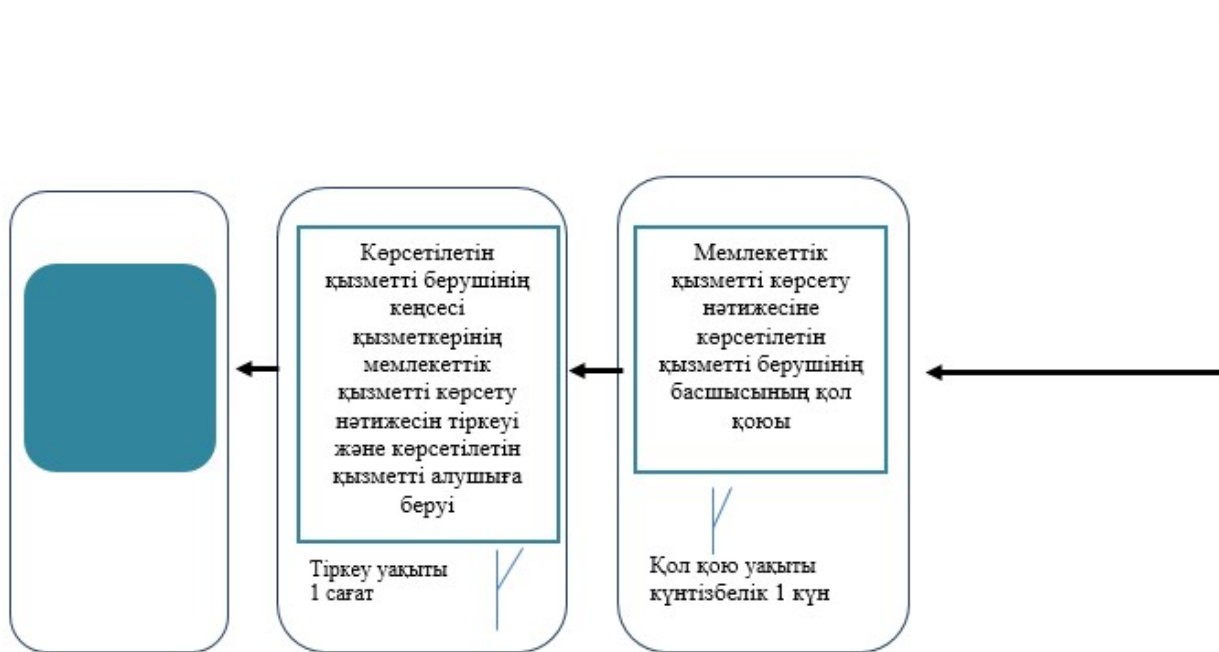 Көрсетілетін
қызметті берушінің
кеңсесі
қызметкерінің
мемлекеттік
қызметті көрсету
нәтижесін тіркеуі
және көрсетілетін
қызметті алушыға
беруі
Тіркеу уақыты
1 сағат
Мемлекеттік
қызметті көрсету
нәтижесіне
көрсетілетін
қызметті берушінің
басшысының қол
қоюы
Қол қою уақыты
күнтізбелік 1 күн